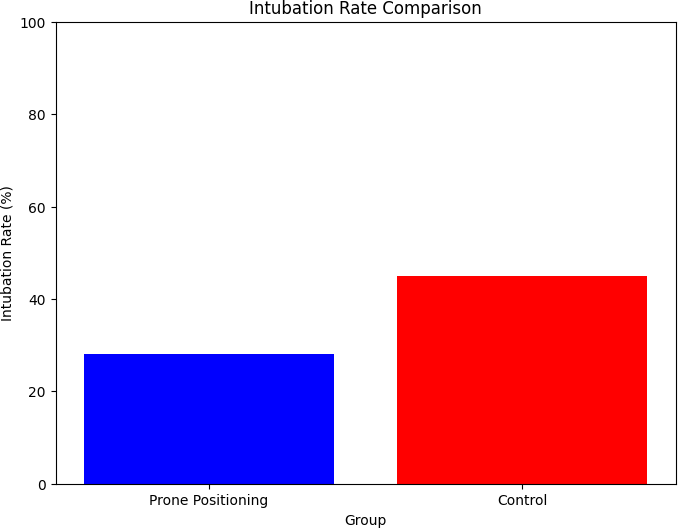 Intubation Rate Comparison
Intubation Rate (%)
100
80
60
40
20
0
Prone Positioning
Control
Group